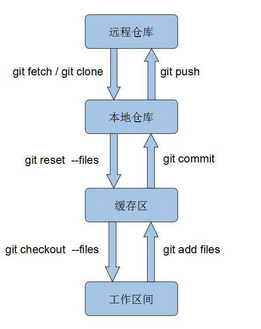 远程仓库
git fetch / git clone
git push
本地仓库
git reset --files
git commit
缓存区
git checkout --files
git add files
工作区间